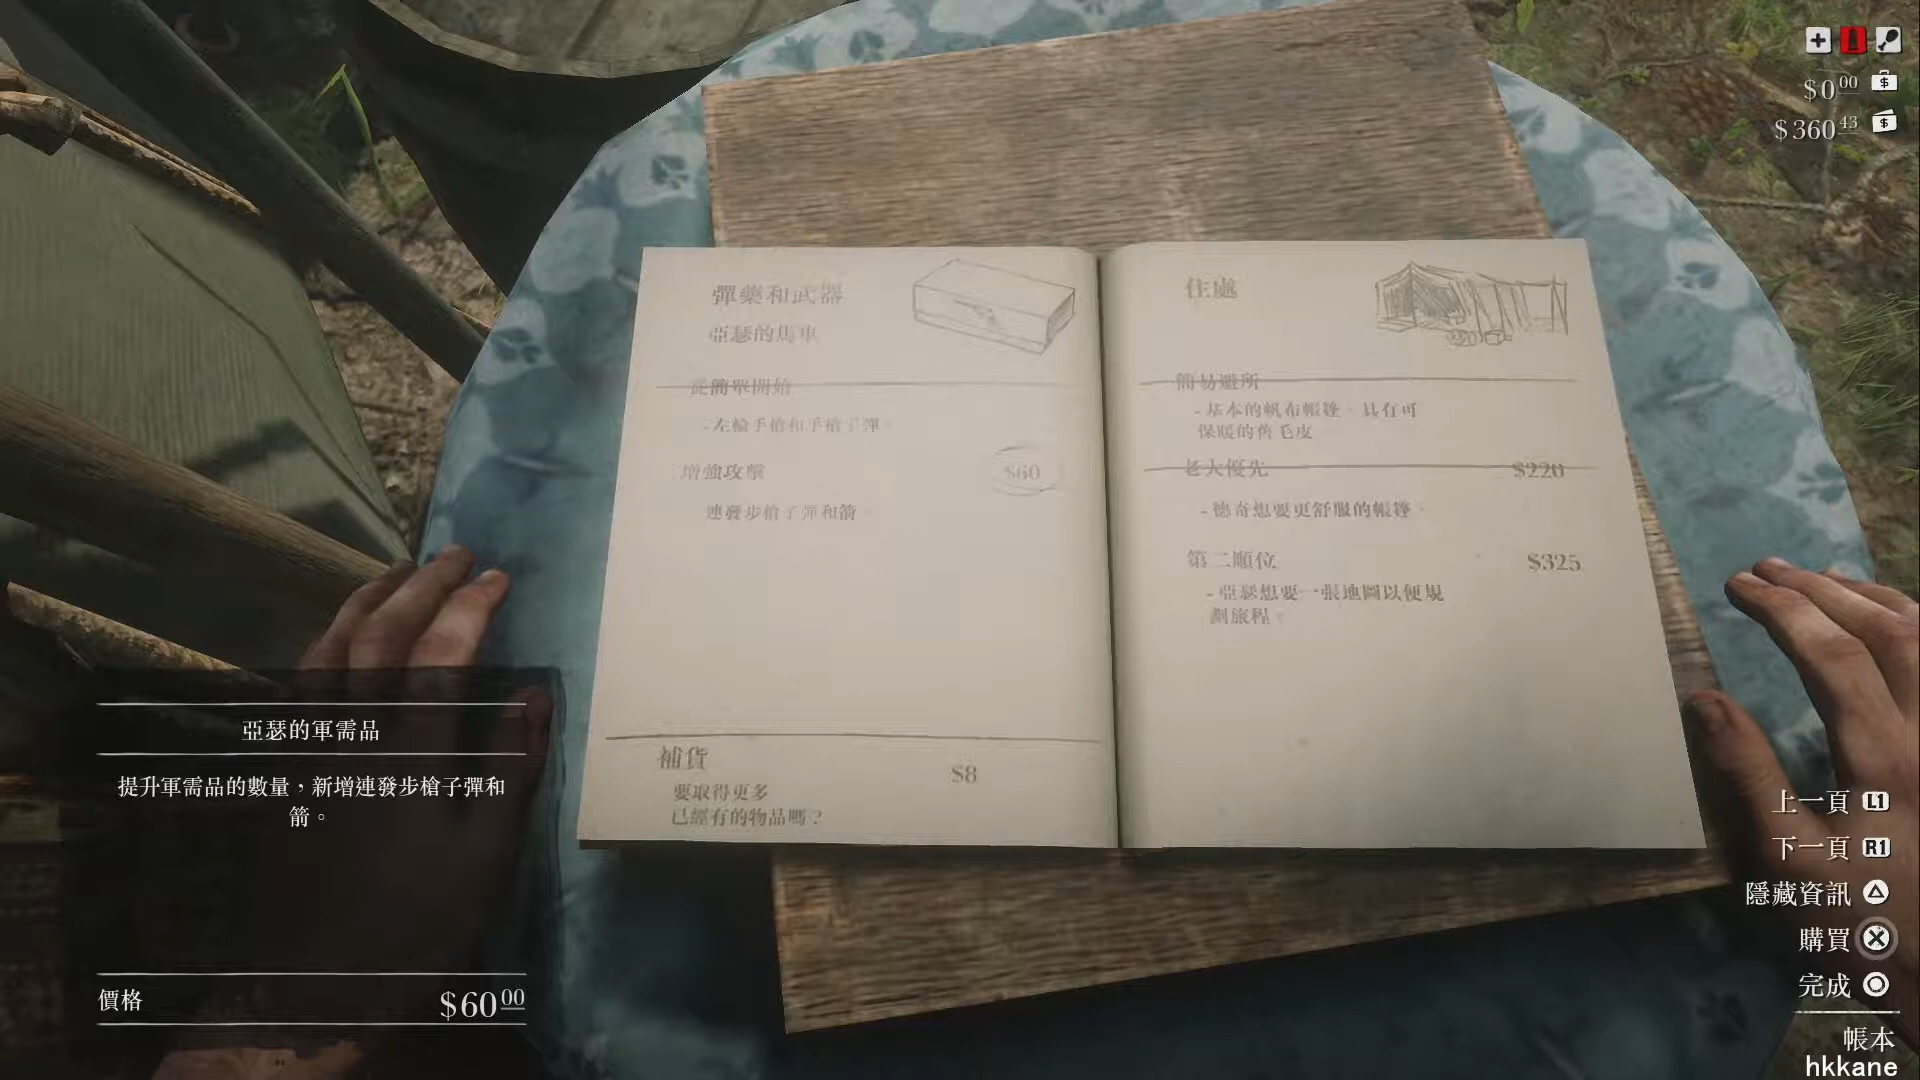 $0.00
$360.43
彈藥和武器
亞瑟的馬車
從簡單開始
-左輪手槍和手槍子彈。
增強攻擊 $60
連發步槍子彈和箭。
補貨 $8
要取得更多
已經有的物品嗎？
住處
簡易避所
-基本的帆布帳篷，具有可
保暖的舊毛皮
老大優先 $220
-德奇想要更舒服的帳篷。
第二順位 $325
-亞瑟想要一張地圖以便規
劃旅程。
亞瑟的軍需品
提升軍需品的數量，新增連發步槍子彈和
箭。
價格 $60.00
上一頁 L1
下一頁 R1
隱藏資訊
購買
完成
帳本
hkkane